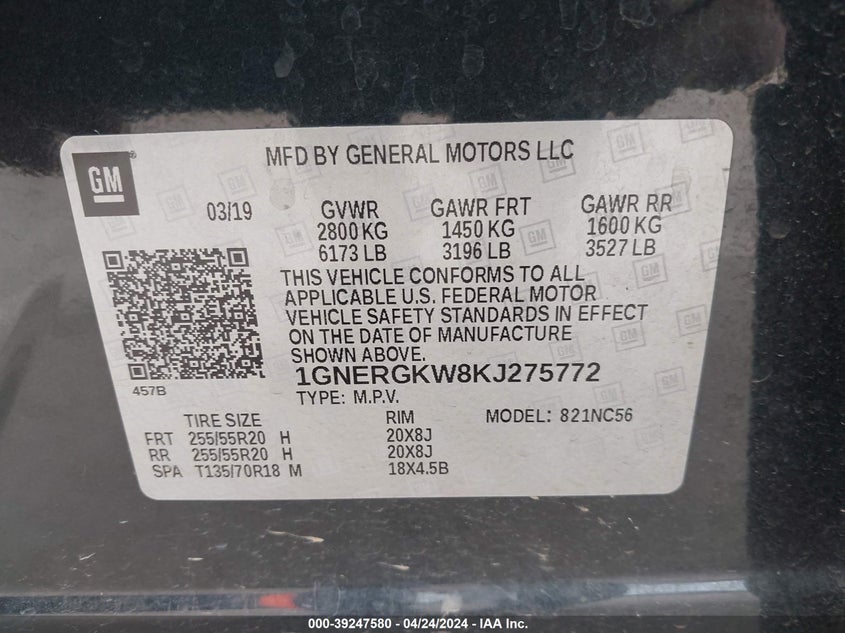 GM
MFD BY GENERAL MOTORS LLC
03/19 GVWR GAWR FRT GAWR RR
2800 KG 1450 KG 1600 KG
6173 LB 3196 LB 3527 LB
THIS VEHICLE CONFORMS TO ALL
APPLICABLE U.S. FEDERAL MOTOR
VEHICLE SAFETY STANDARDS IN EFFECT
ON THE DATE OF MANUFACTURE
SHOWN ABOVE.
457B
1GNERGKW8KJ275772
TYPE: M.P.V.
TIRE SIZE RIM MODEL: 821NC56
FRT 255/55R20 H 20X8J
RR 255/55R20 H 20X8J
SPA T135/70R18 M 18X4.5B
000-39247580 - 04/24/2024 - IAA Inc.